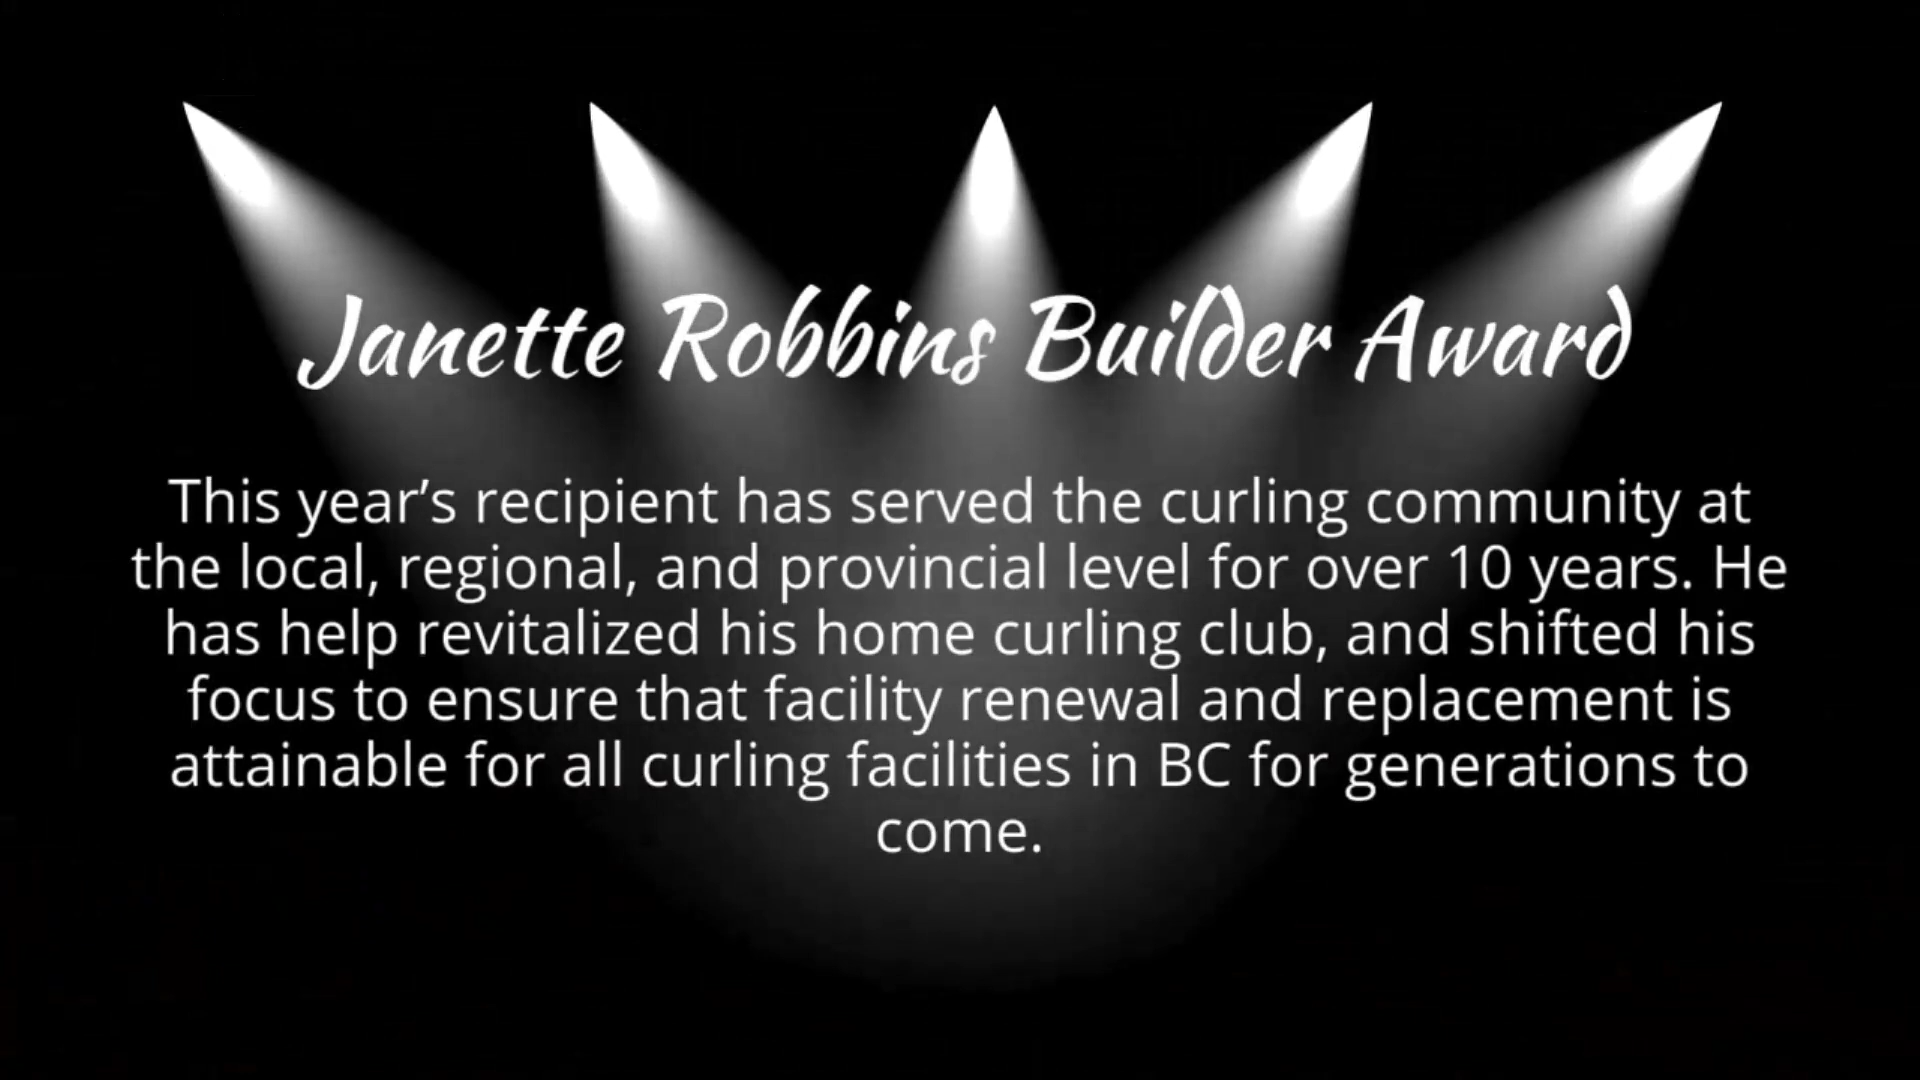 Janette Robbins Builder Award
This year’s recipient has served the curling community at
the local, regional, and provincial level for over 10 years. He
has help revitalized his home curling club, and shifted his
focus to ensure that facility renewal and replacement is
attainable for all curling facilities in BC for generations to
come.